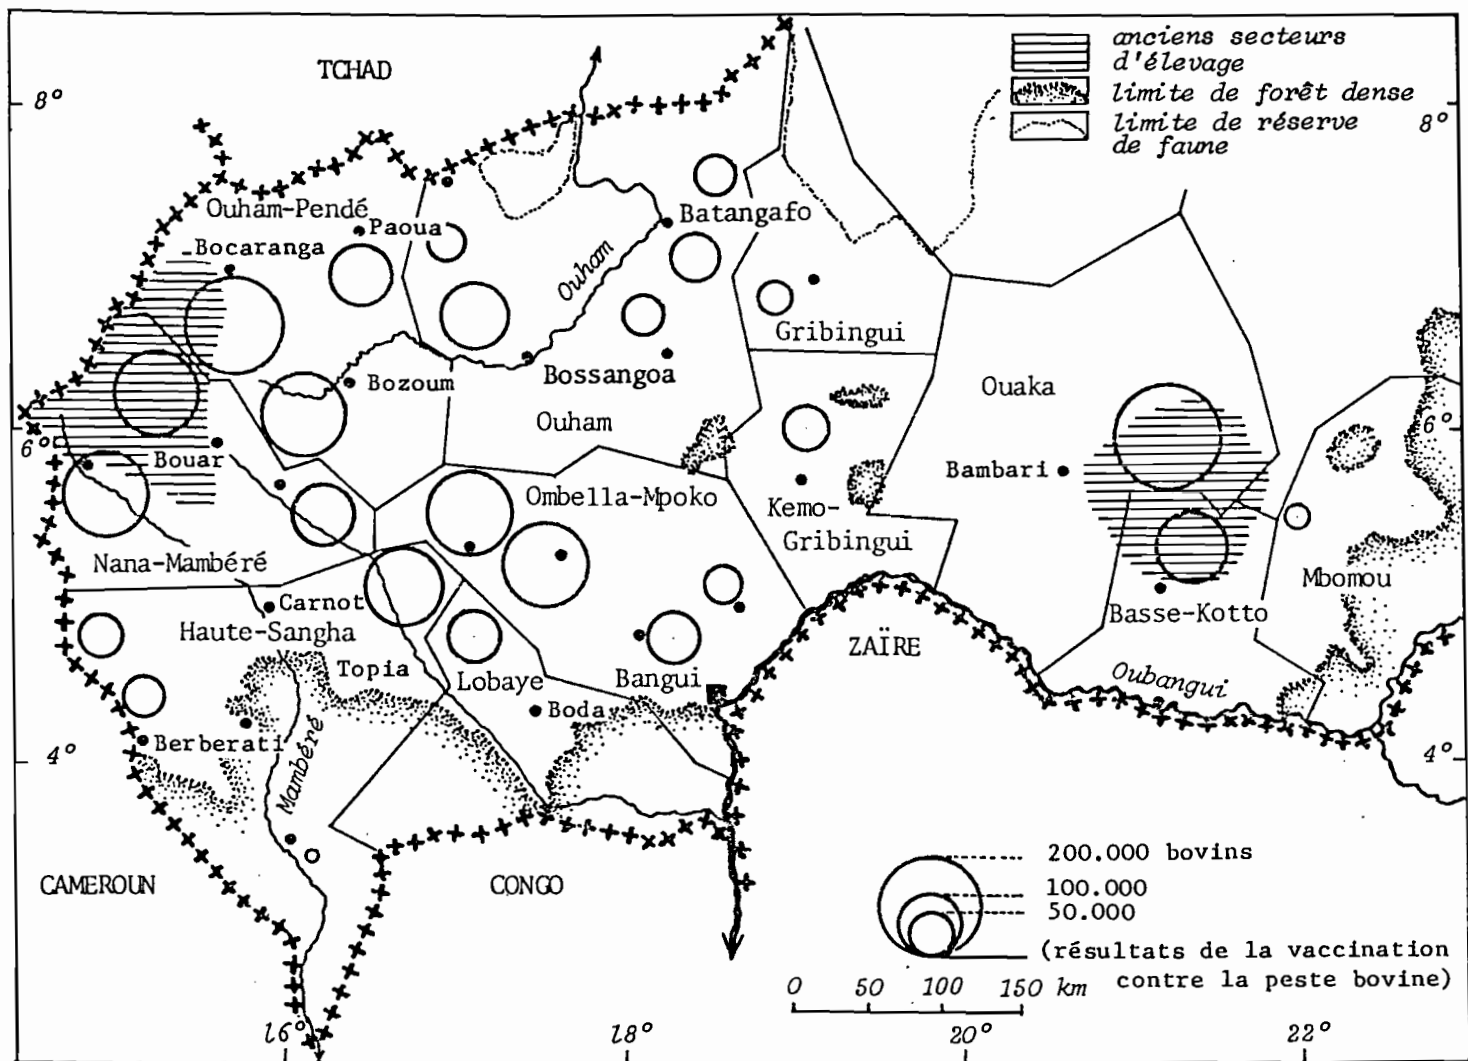 TCHAD
anciens secteurs
d'élevage
limite de forêt dense
limite de réserve
de faune
8°
8°
Ouham-Pendé
Paoua
Batangafo
Bocaranga
Ouham
Gribingui
Bozoum
Bossangoa
Ouaka
Ouham
6°
6°
Bouar
Bambari
Ombella-Mpoko
Kemo-
Gribingui
Nana-Mambéré
Mbomou
Carnot
Basse-Kotto
Haute-Sangha
ZAÏRE
Topia
Lobaye
Bangui
Oubangui
Boda
Berberati
4°
4°
Mambéré
CAMEROUN
CONGO
200.000 bovins
100.000
50.000
(résultats de la vaccination
contre la peste bovine)
0 50 100 150 km
16° 18° 20° 22°